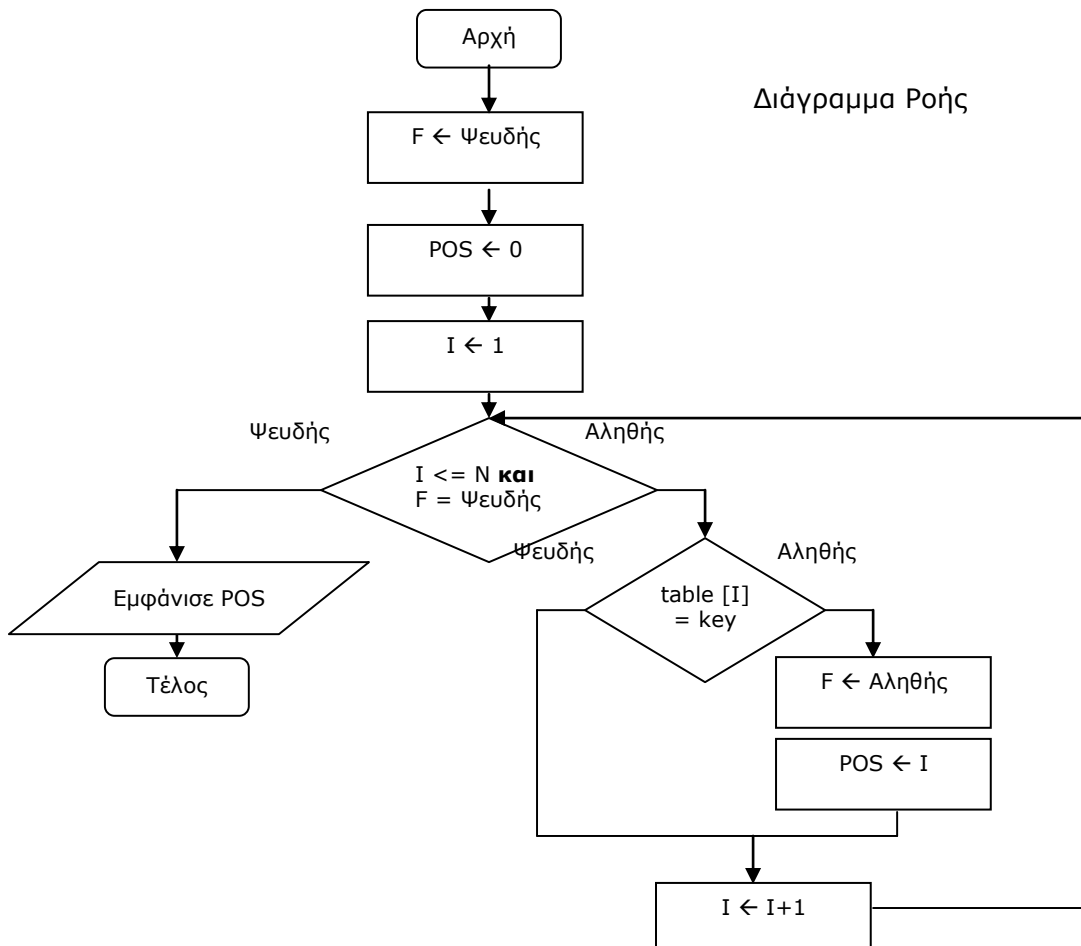 Αρχή
Διάγραμμα Ροής
F ← Ψευδής
POS ← 0
I ← 1
Ψευδής
Αληθής
I <= N και
F = Ψευδής
Ψευδής
Αληθής
Εμφάνισε POS
table [I]
= key
Τέλος
F ← Αληθής
POS ← I
I ← I+1